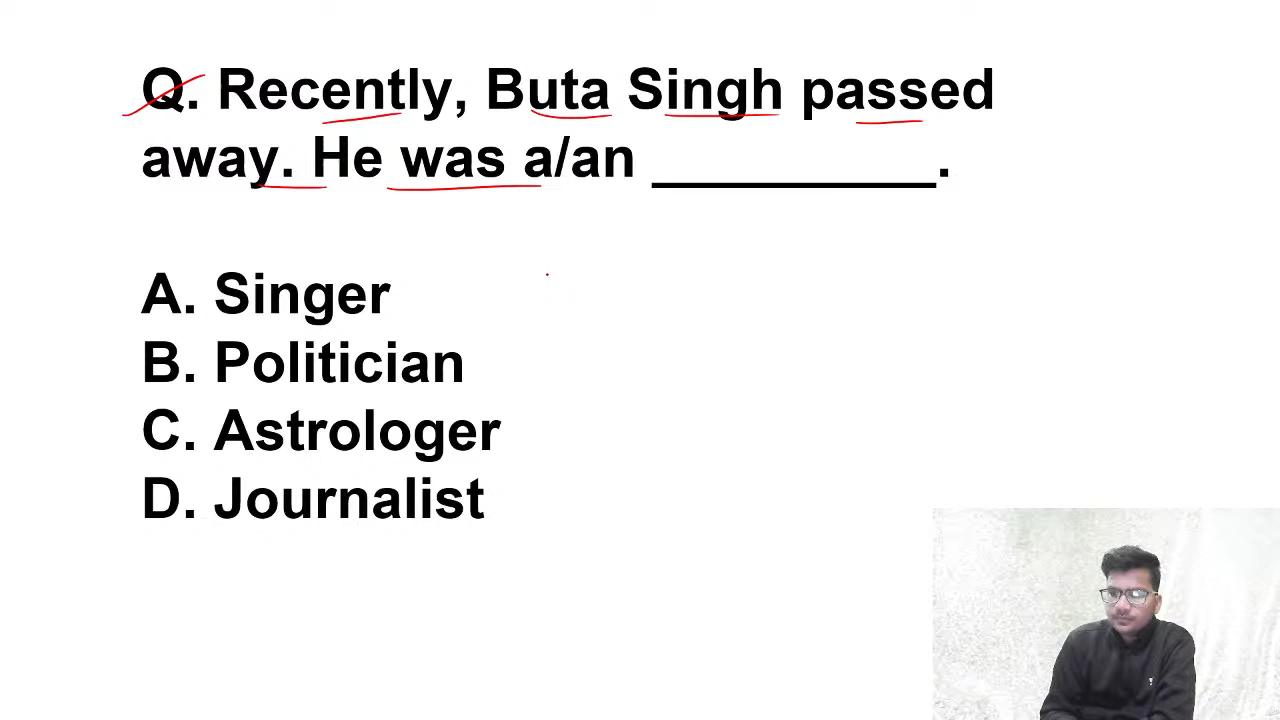 Q. Recently, Buta Singh passed
away. He was a/an __________.
A. Singer
B. Politician
C. Astrologer
D. Journalist